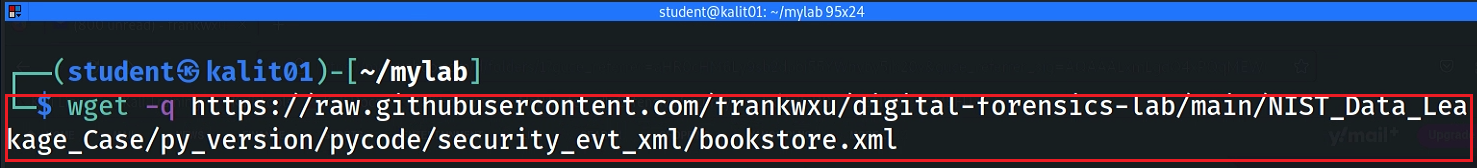 student@kalit01: ~/mylab 95x24
┌──(student㉿kalit01)-[~/mylab]
└─$ wget -q https://raw.githubusercontent.com/frankwxu/digital-forensics-lab/main/NIST_Data_Lea
kage_Case/py_version/pycode/security_evt_xml/bookstore.xml